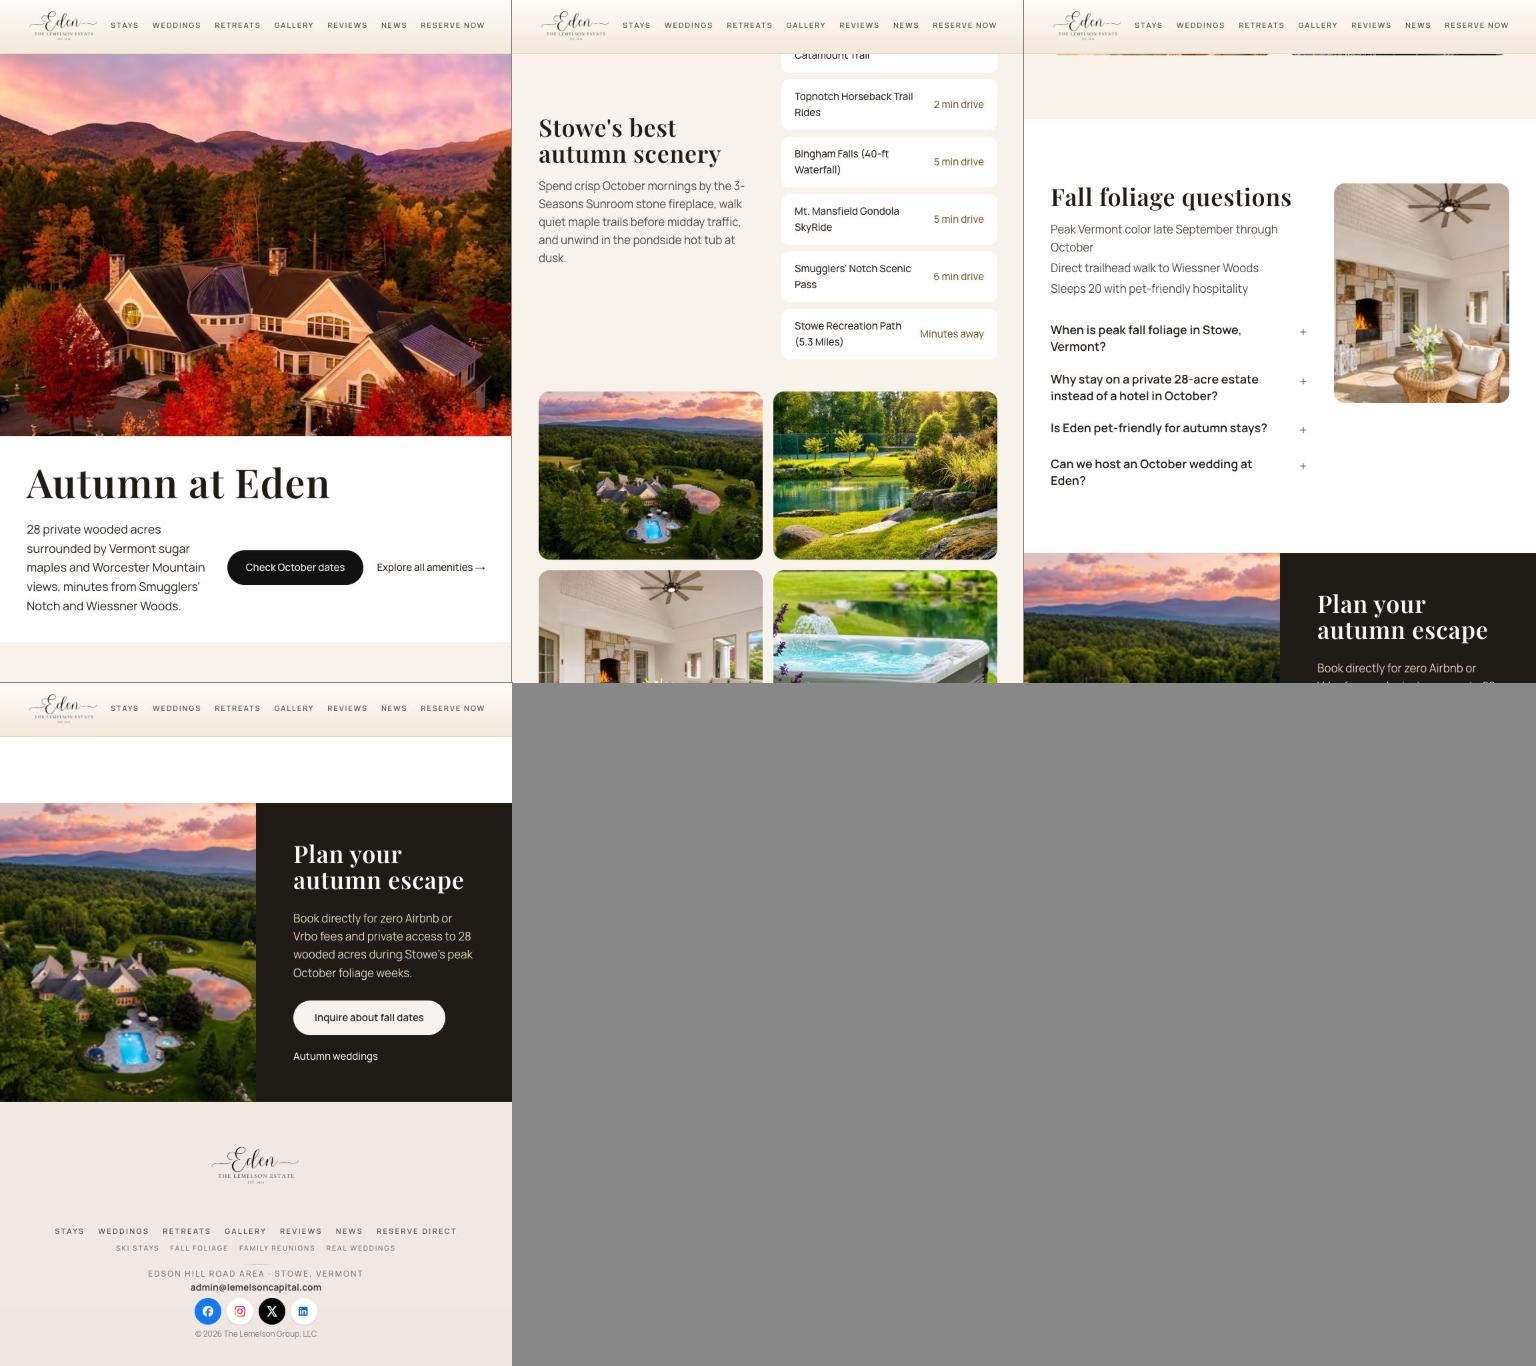 Eden
THE LEMELSON ESTATE
STAYS WEDDINGS RETREATS GALLERY REVIEWS NEWS RESERVE NOW
Autumn at Eden
28 private wooded acres
surrounded by Vermont sugar
maples and Worcester Mountain
views, minutes from Smugglers'
Notch and Wiessner Woods.
Check October dates
Explore all amenities →
Eden
THE LEMELSON ESTATE
STAYS WEDDINGS RETREATS GALLERY REVIEWS NEWS RESERVE NOW
Stowe's best
autumn scenery
Spend crisp October mornings by the 3-
Seasons Sunroom stone fireplace, walk
quiet maple trails before midday traffic,
and unwind in the pondside hot tub at
dusk.
Catamount Trail
Topnotch Horseback Trail
Rides
2 min drive
Bingham Falls (40-ft
Waterfall)
5 min drive
Mt. Mansfield Gondola
SkyRide
5 min drive
Smugglers' Notch Scenic
Pass
6 min drive
Stowe Recreation Path
(5.3 Miles)
Minutes away
Eden
THE LEMELSON ESTATE
STAYS WEDDINGS RETREATS GALLERY REVIEWS NEWS RESERVE NOW
Fall foliage questions
Peak Vermont color late September through
October
Direct trailhead walk to Wiessner Woods
Sleeps 20 with pet-friendly hospitality
When is peak fall foliage in Stowe,
Vermont?
+
Why stay on a private 28-acre estate
instead of a hotel in October?
+
Is Eden pet-friendly for autumn stays?
+
Can we host an October wedding at
Eden?
+
Plan your
autumn escape
Book directly for zero Airbnb or
Eden
THE LEMELSON ESTATE
STAYS WEDDINGS RETREATS GALLERY REVIEWS NEWS RESERVE NOW
Plan your
autumn escape
Book directly for zero Airbnb or
Vrbo fees and private access to 28
wooded acres during Stowe's peak
October foliage weeks.
Inquire about fall dates
Autumn weddings
Eden
THE LEMELSON ESTATE
STAYS WEDDINGS RETREATS GALLERY REVIEWS NEWS RESERVE DIRECT
SKI STAYS FALL FOLIAGE FAMILY REUNIONS REAL WEDDINGS
EDSON HILL ROAD AREA · STOWE, VERMONT
admin@lemelsoncapital.com
© 2026 The Lemelson Group, LLC